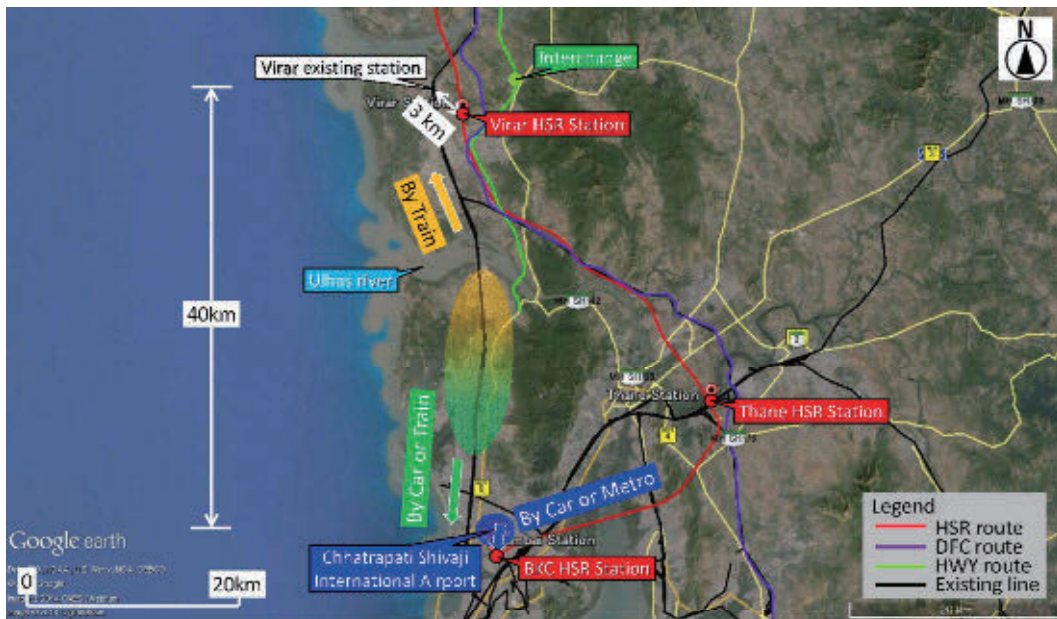 N
Interchange
Virar existing station
Virar
Virar HSR Station
3 km
By Train
Ulhas river
40km
Thane Station
Thane HSR Station
By Car or Train
By Car or Metro
Station
Chhatrapati Shivaji
International Airport
BKC HSR Station
Google earth
0
20km
Legend
HSR route
DFC route
HWY route
Existing line